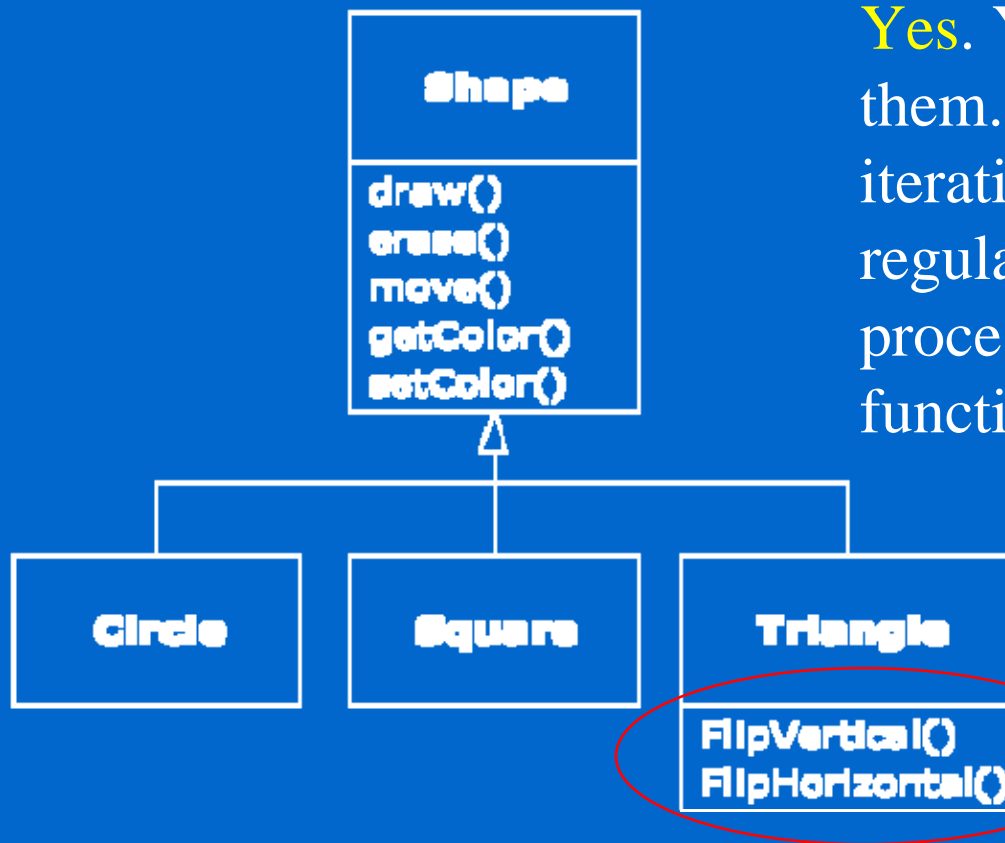 Shape
draw()
erase()
move()
getColor()
setColor()
Yes. Y
them.
iterati
regula
proce
functi
Circle
Square
Triangle
FlipVertical()
FlipHorizontal()